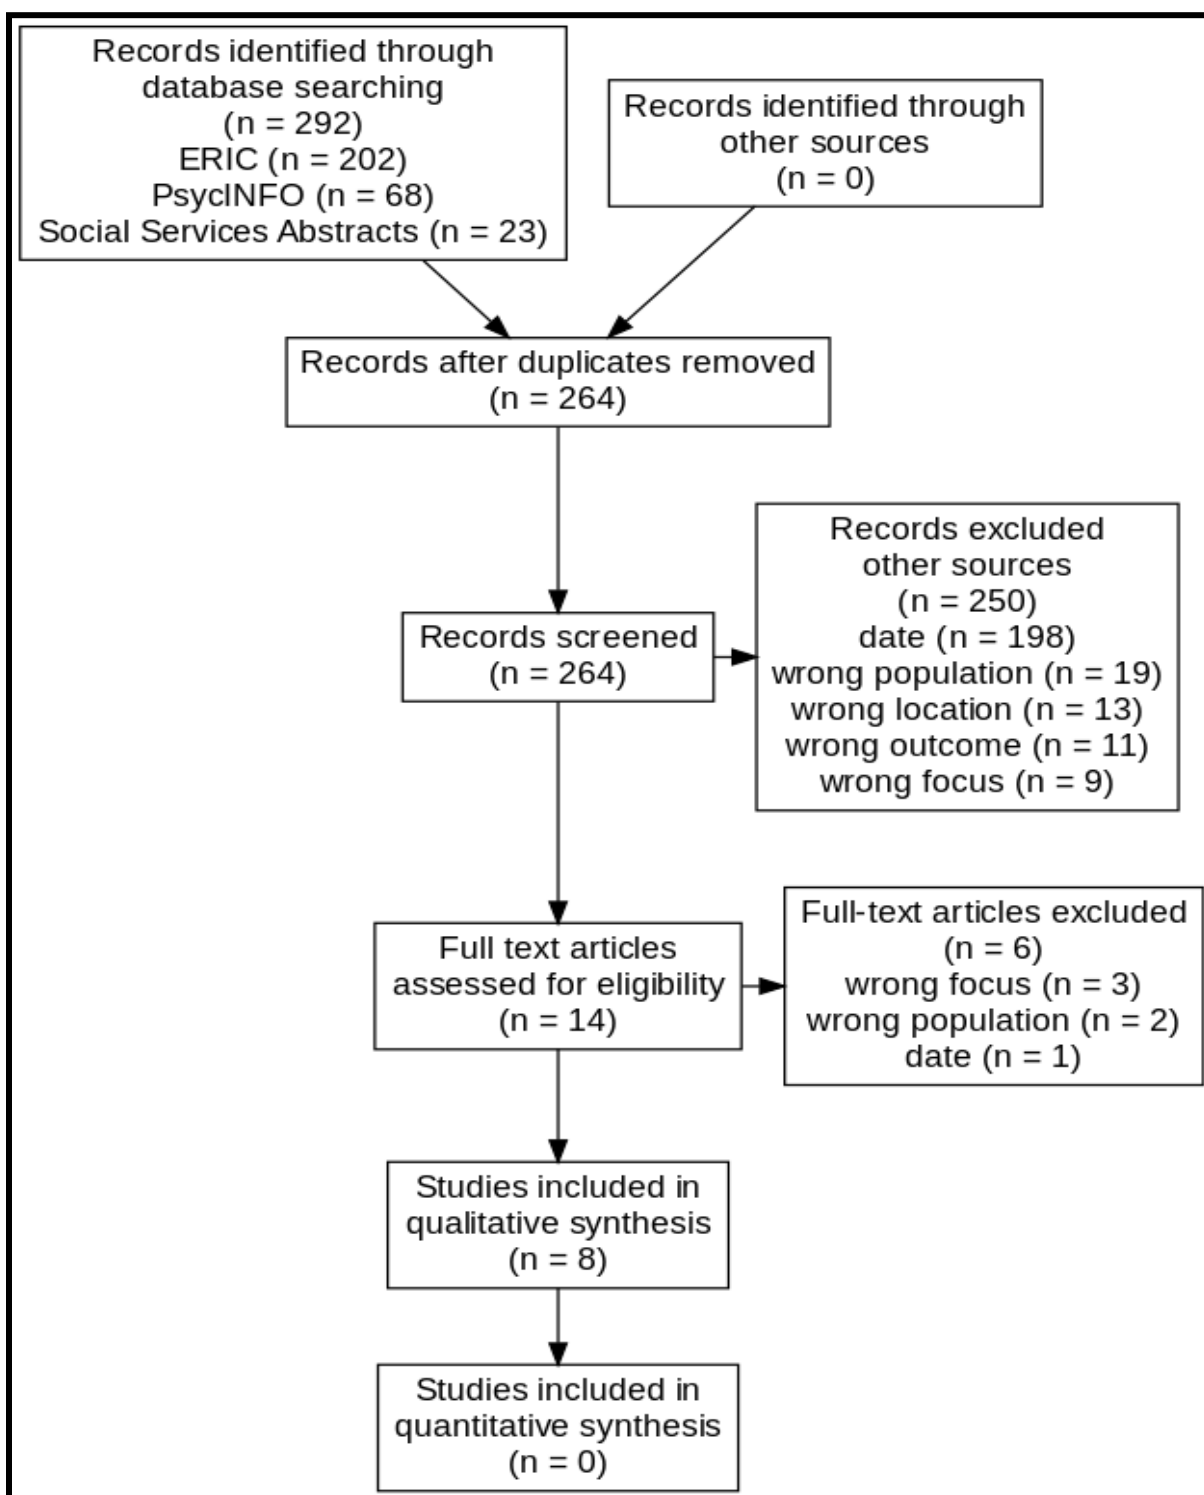 Records identified through
database searching
(n = 292)
ERIC (n = 202)
PsycINFO (n = 68)
Social Services Abstracts (n = 23)
Records identified through
other sources
(n = 0)
Records after duplicates removed
(n = 264)
Records screened
(n = 264)
Records excluded
other sources
(n = 250)
date (n = 198)
wrong population (n = 19)
wrong location (n = 13)
wrong outcome (n = 11)
wrong focus (n = 9)
Full text articles
assessed for eligibility
(n = 14)
Full-text articles excluded
(n = 6)
wrong focus (n = 3)
wrong population (n = 2)
date (n = 1)
Studies included in
qualitative synthesis
(n = 8)
Studies included in
quantitative synthesis
(n = 0)